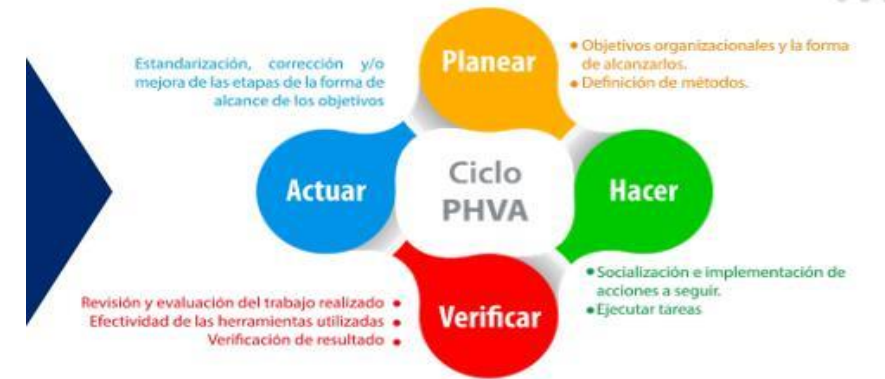 Planear
• Objetivos organizacionales y la forma
de alcanzarlos.
• Definición de métodos.
Estandarización, corrección y/o
mejora de las etapas de la forma de
alcance de los objetivos
Actuar
Ciclo
PHVA
Hacer
• Socialización e implementación de
acciones a seguir.
• Ejecutar tareas
Revisión y evaluación del trabajo realizado •
Efectividad de las herramientas utilizadas •
Verificación de resultado •
Verificar